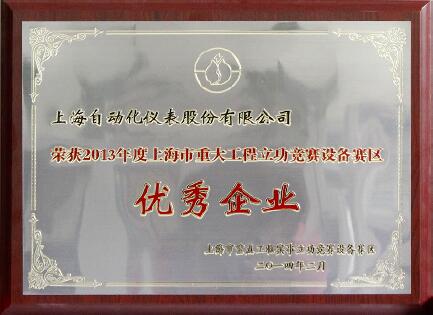 上海自动化仪表股份有限公司
荣获2013年度上海市重大工程立功竞赛设备赛区
优秀企业
上海市重点工程实事立功竞赛设备赛区
二〇一四年二月